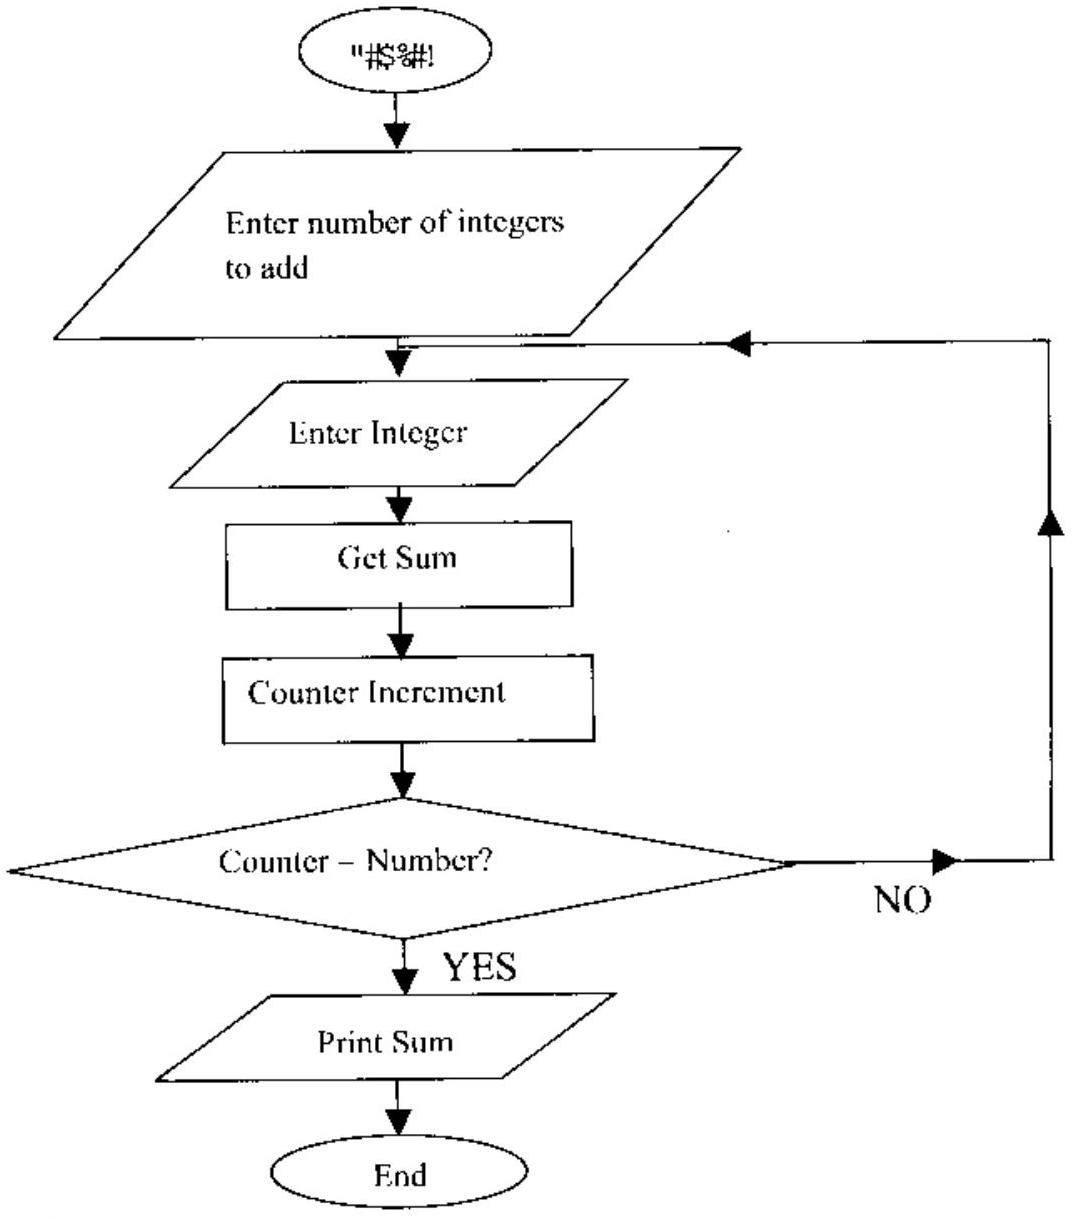 "#$%#!
Enter number of integers
to add
Enter Integer
Get Sum
Counter Increment
Counter – Number?
NO
YES
Print Sum
End